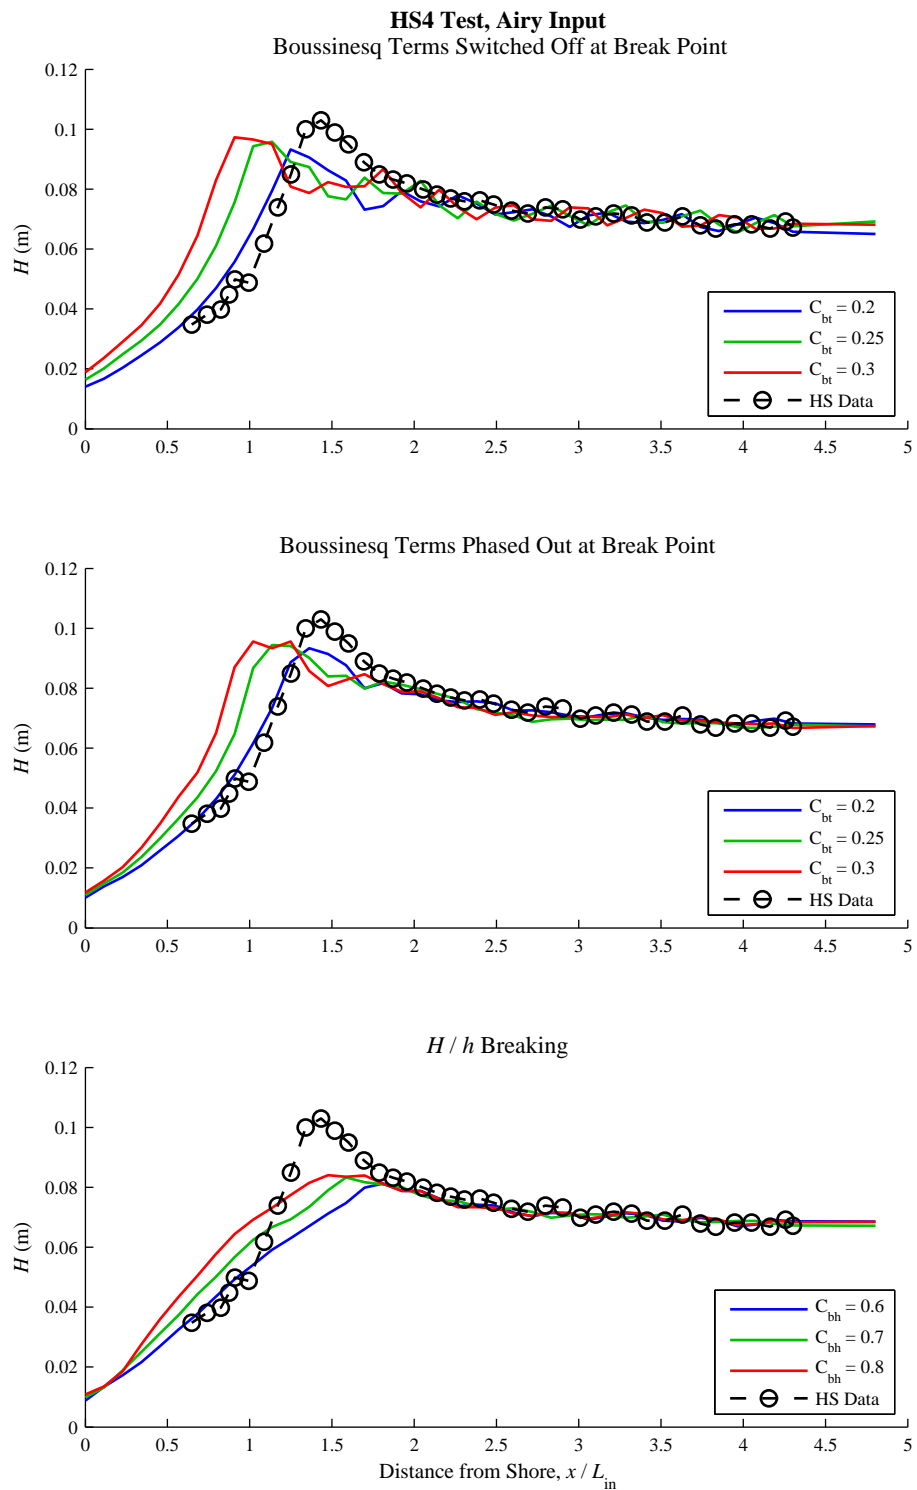 HS4 Test, Airy Input
Boussinesq Terms Switched Off at Break Point
0.12
0.1
0.08
0.06
0.04
0.02
0
H (m)
C_bt = 0.2
C_bt = 0.25
C_bt = 0.3
HS Data
0 0.5 1 1.5 2 2.5 3 3.5 4 4.5 5
Boussinesq Terms Phased Out at Break Point
0.12
0.1
0.08
0.06
0.04
0.02
0
H (m)
C_bt = 0.2
C_bt = 0.25
C_bt = 0.3
HS Data
0 0.5 1 1.5 2 2.5 3 3.5 4 4.5 5
H / h Breaking
0.12
0.1
0.08
0.06
0.04
0.02
0
H (m)
C_bh = 0.6
C_bh = 0.7
C_bh = 0.8
HS Data
0 0.5 1 1.5 2 2.5 3 3.5 4 4.5 5
Distance from Shore, x / L_in